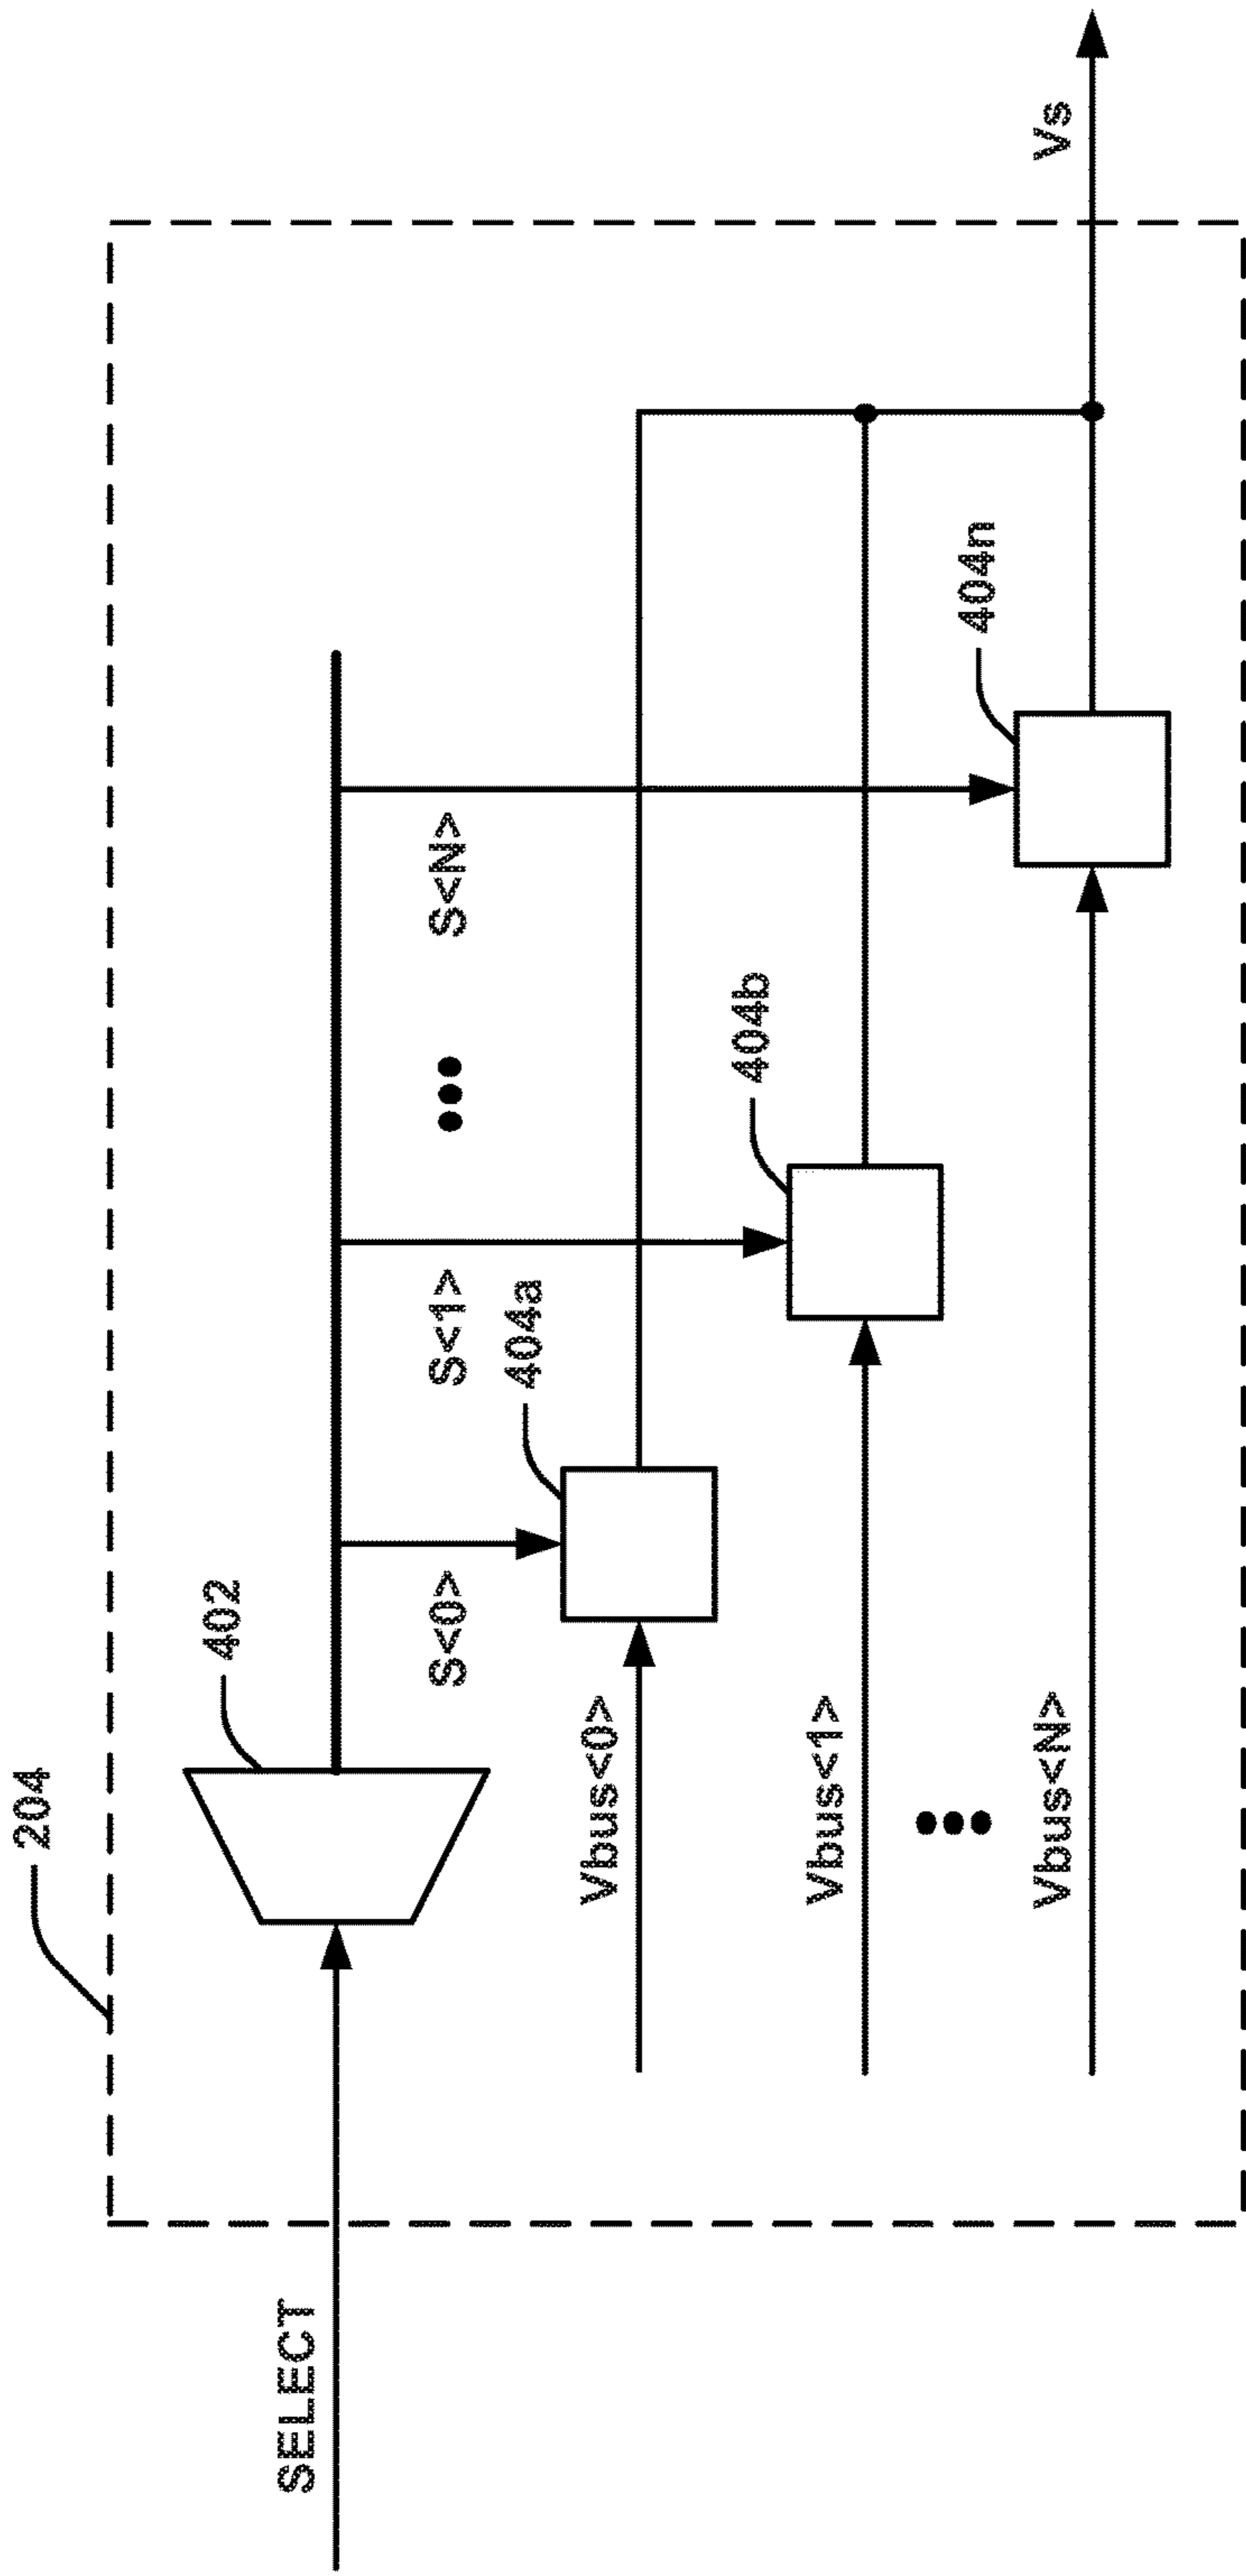 204
402
SELECT
S<0>
S<1>
•••
S<N>
404a
Vbus<0>
404b
Vbus<1>
•••
404n
Vbus<N>
Vs